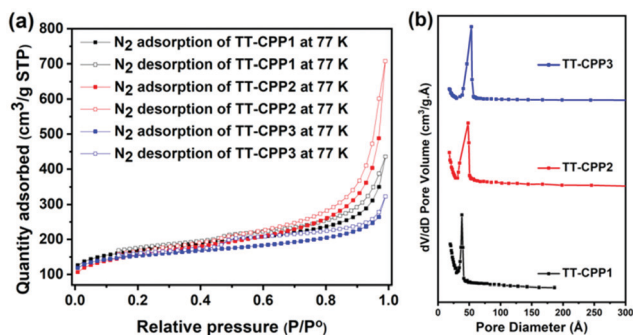 (a)
800
700
600
500
400
300
200
100
Quantity adsorbed (cm³/g STP)
N₂ adsorption of TT-CPP1 at 77 K
N₂ desorption of TT-CPP1 at 77 K
N₂ adsorption of TT-CPP2 at 77 K
N₂ desorption of TT-CPP2 at 77 K
N₂ adsorption of TT-CPP3 at 77 K
N₂ desorption of TT-CPP3 at 77 K
0.0 0.2 0.4 0.6 0.8 1.0
Relative pressure (P/Pº)
(b)
dV/dD Pore Volume (cm³/g.Å)
TT-CPP3
TT-CPP2
TT-CPP1
0 50 100 150 200 250 300
Pore Diameter (Å)